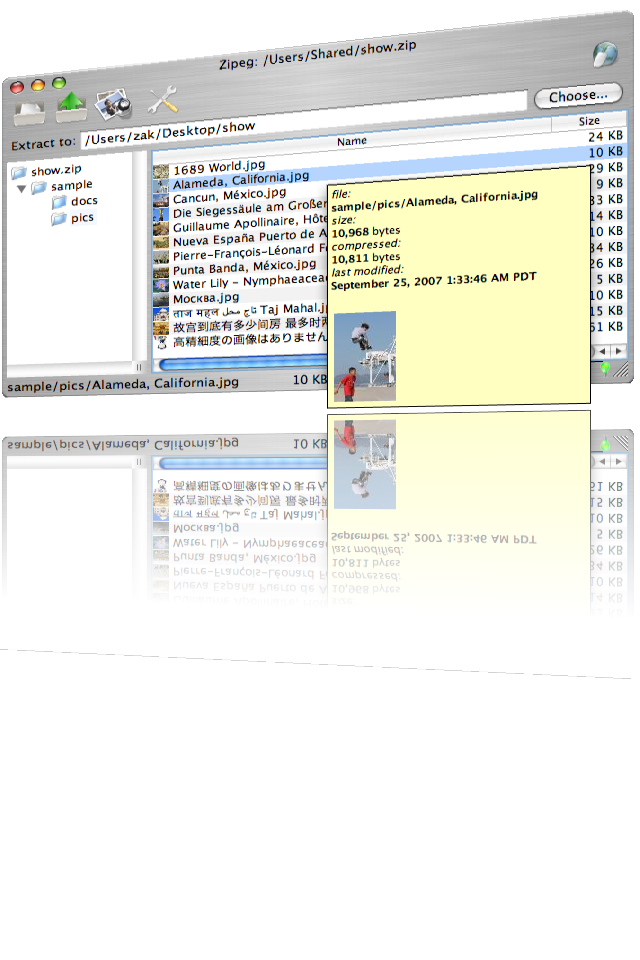 Zipeg: /Users/Shared/show.zip
Choose...
Extract to: /Users/zak/Desktop/show
Name Size
show.zip
sample
docs
pics
1689 World.jpg 24 KB
Alameda, California.jpg 10 KB
Cancun, México.jpg 29 KB
Die Siegessäule am Großer 9 KB
Guillaume Apollinaire, Hôte 33 KB
Nueva España Puerto de A 14 KB
Pierre-François-Léonard Fo 10 KB
Punta Banda, México.jpg 34 KB
Water Lily - Nymphaeaceae 26 KB
Москва.jpg 5 KB
ताज महल تاج محل Taj Mahal.j 10 KB
故宫到底有多少间房 最多时两 15 KB
高精細度の画像はありません 51 KB
file:
sample/pics/Alameda, California.jpg
size:
10,968 bytes
compressed:
10,811 bytes
last modified:
September 25, 2007 1:33:46 AM PDT
sample/pics/Alameda, California.jpg 10 KB